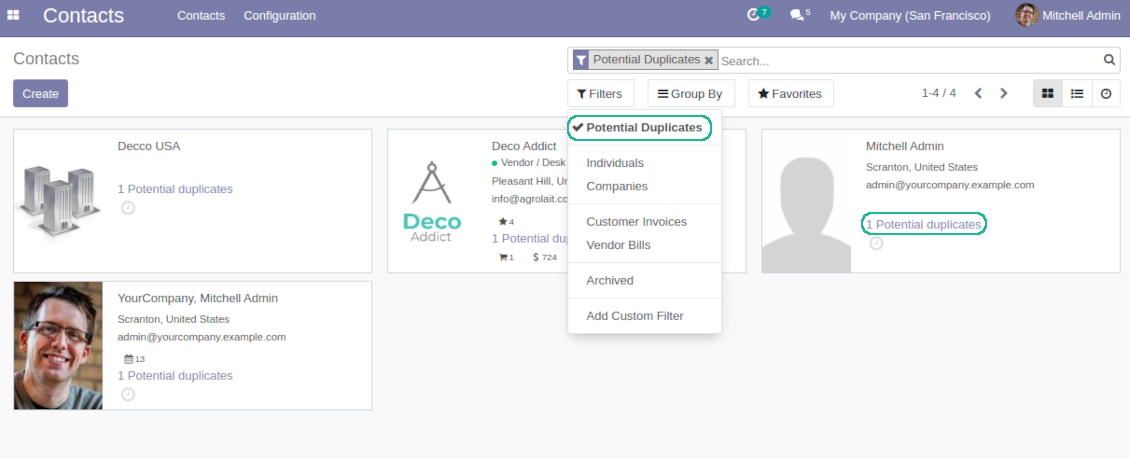 Contacts Contacts Configuration 7 5 My Company (San Francisco) Mitchell Admin
Contacts
Potential Duplicates Search...
Create
Filters Group By Favorites 1-4 / 4
Potential Duplicates
Individuals
Companies
Customer Invoices
Vendor Bills
Archived
Add Custom Filter
Decco USA
1 Potential duplicates
Deco
Addict
Deco Addict
Vendor / Desk
Pleasant Hill, Un
info@agrolait.co
4
1 Potential du
1 $ 724
Mitchell Admin
Scranton, United States
admin@yourcompany.example.com
1 Potential duplicates
YourCompany, Mitchell Admin
Scranton, United States
admin@yourcompany.example.com
13
1 Potential duplicates